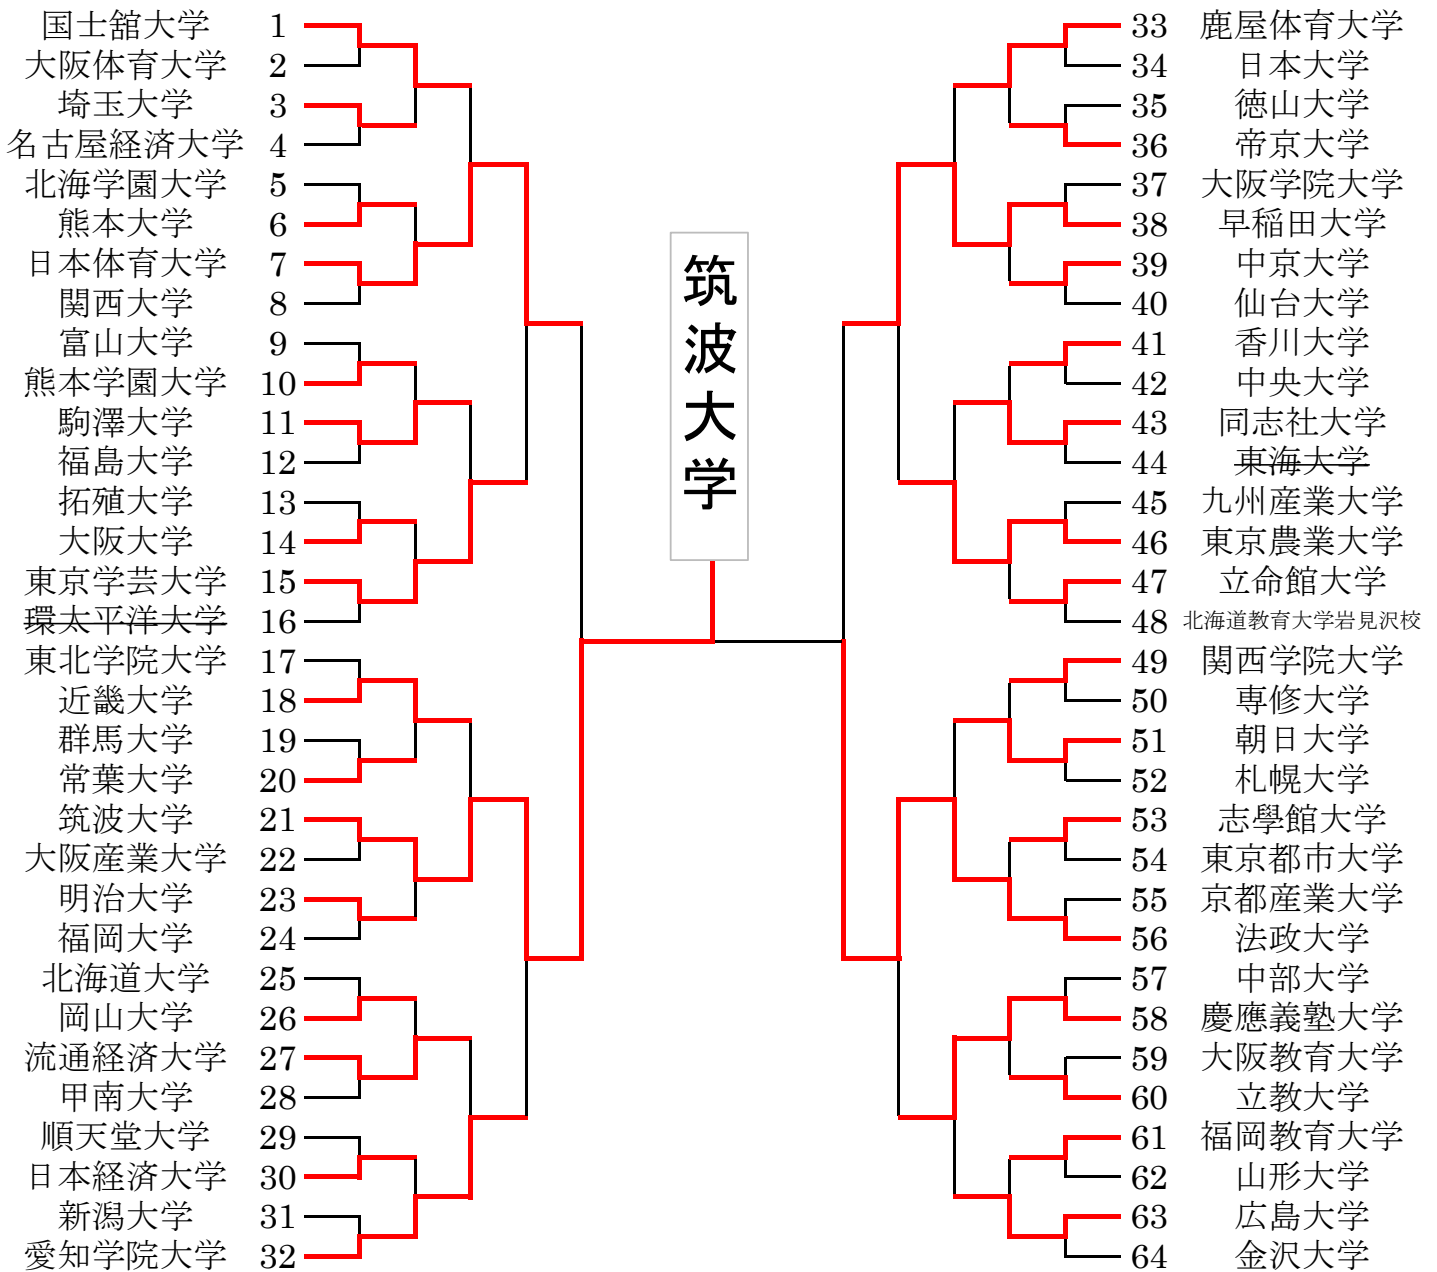 国士舘大学 1
大阪体育大学 2
埼玉大学 3
名古屋経済大学 4
北海学園大学 5
熊本大学 6
日本体育大学 7
関西大学 8
富山大学 9
熊本学園大学 10
駒澤大学 11
福島大学 12
拓殖大学 13
大阪大学 14
東京学芸大学 15
環太平洋大学 16
東北学院大学 17
近畿大学 18
群馬大学 19
常葉大学 20
筑波大学 21
大阪産業大学 22
明治大学 23
福岡大学 24
北海道大学 25
岡山大学 26
流通経済大学 27
甲南大学 28
順天堂大学 29
日本経済大学 30
新潟大学 31
愛知学院大学 32
筑波大学
33 鹿屋体育大学
34 日本大学
35 徳山大学
36 帝京大学
37 大阪学院大学
38 早稲田大学
39 中京大学
40 仙台大学
41 香川大学
42 中央大学
43 同志社大学
44 東海大学
45 九州産業大学
46 東京農業大学
47 立命館大学
48 北海道教育大学岩見沢校
49 関西学院大学
50 専修大学
51 朝日大学
52 札幌大学
53 志學館大学
54 東京都市大学
55 京都産業大学
56 法政大学
57 中部大学
58 慶應義塾大学
59 大阪教育大学
60 立教大学
61 福岡教育大学
62 山形大学
63 広島大学
64 金沢大学